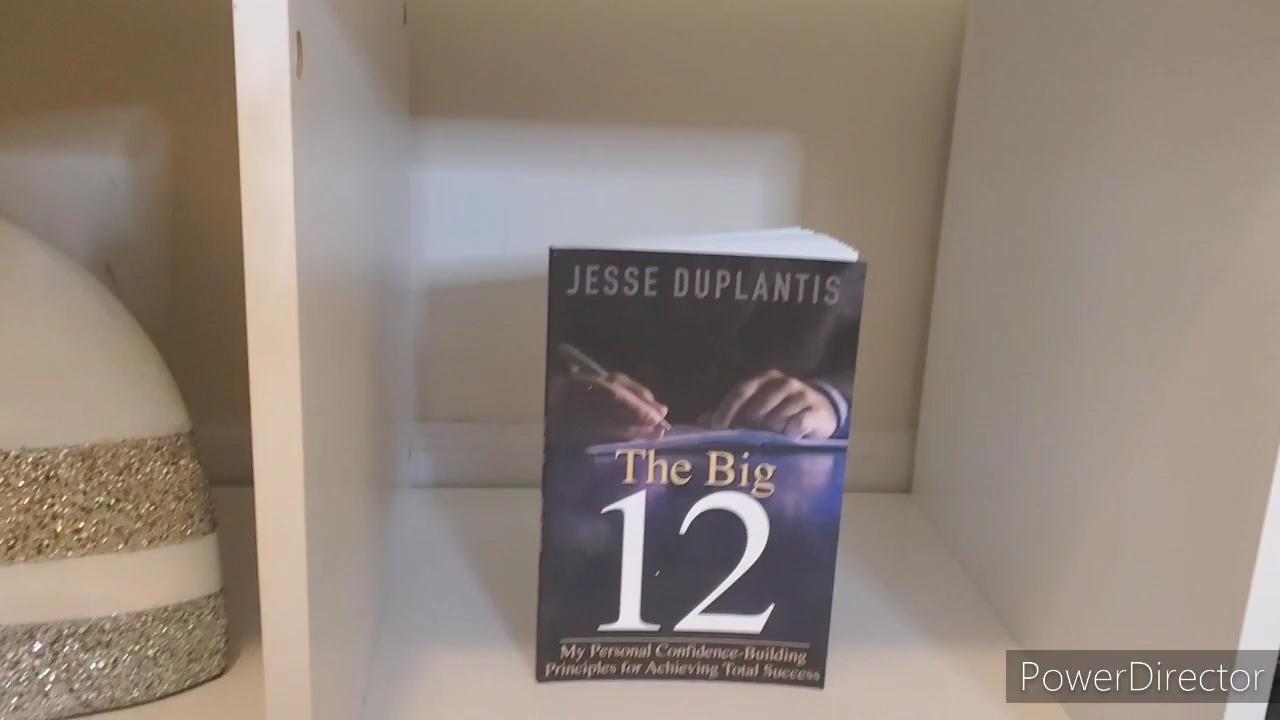 JESSE DUPLANTIS
The Big
12
My Personal Confidence-Building
Principles for Achieving Total Success
PowerDirector